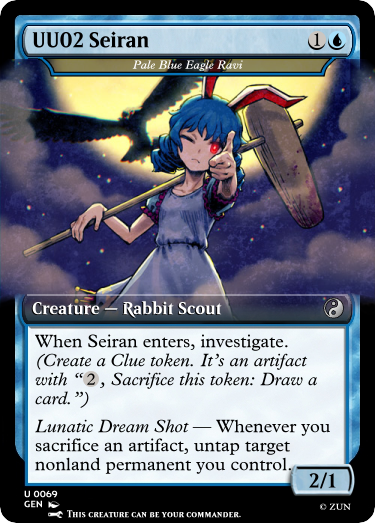 UU02 Seiran
1
Pale Blue Eagle Ravi
Creature — Rabbit Scout
When Seiran enters, investigate.
(Create a Clue token. It's an artifact
with “2, Sacrifice this token: Draw a
card.”)
Lunatic Dream Shot — Whenever you
sacrifice an artifact, untap target
nonland permanent you control.
2/1
U 0069
GEN
THIS CREATURE CAN BE YOUR COMMANDER.
© ZUN